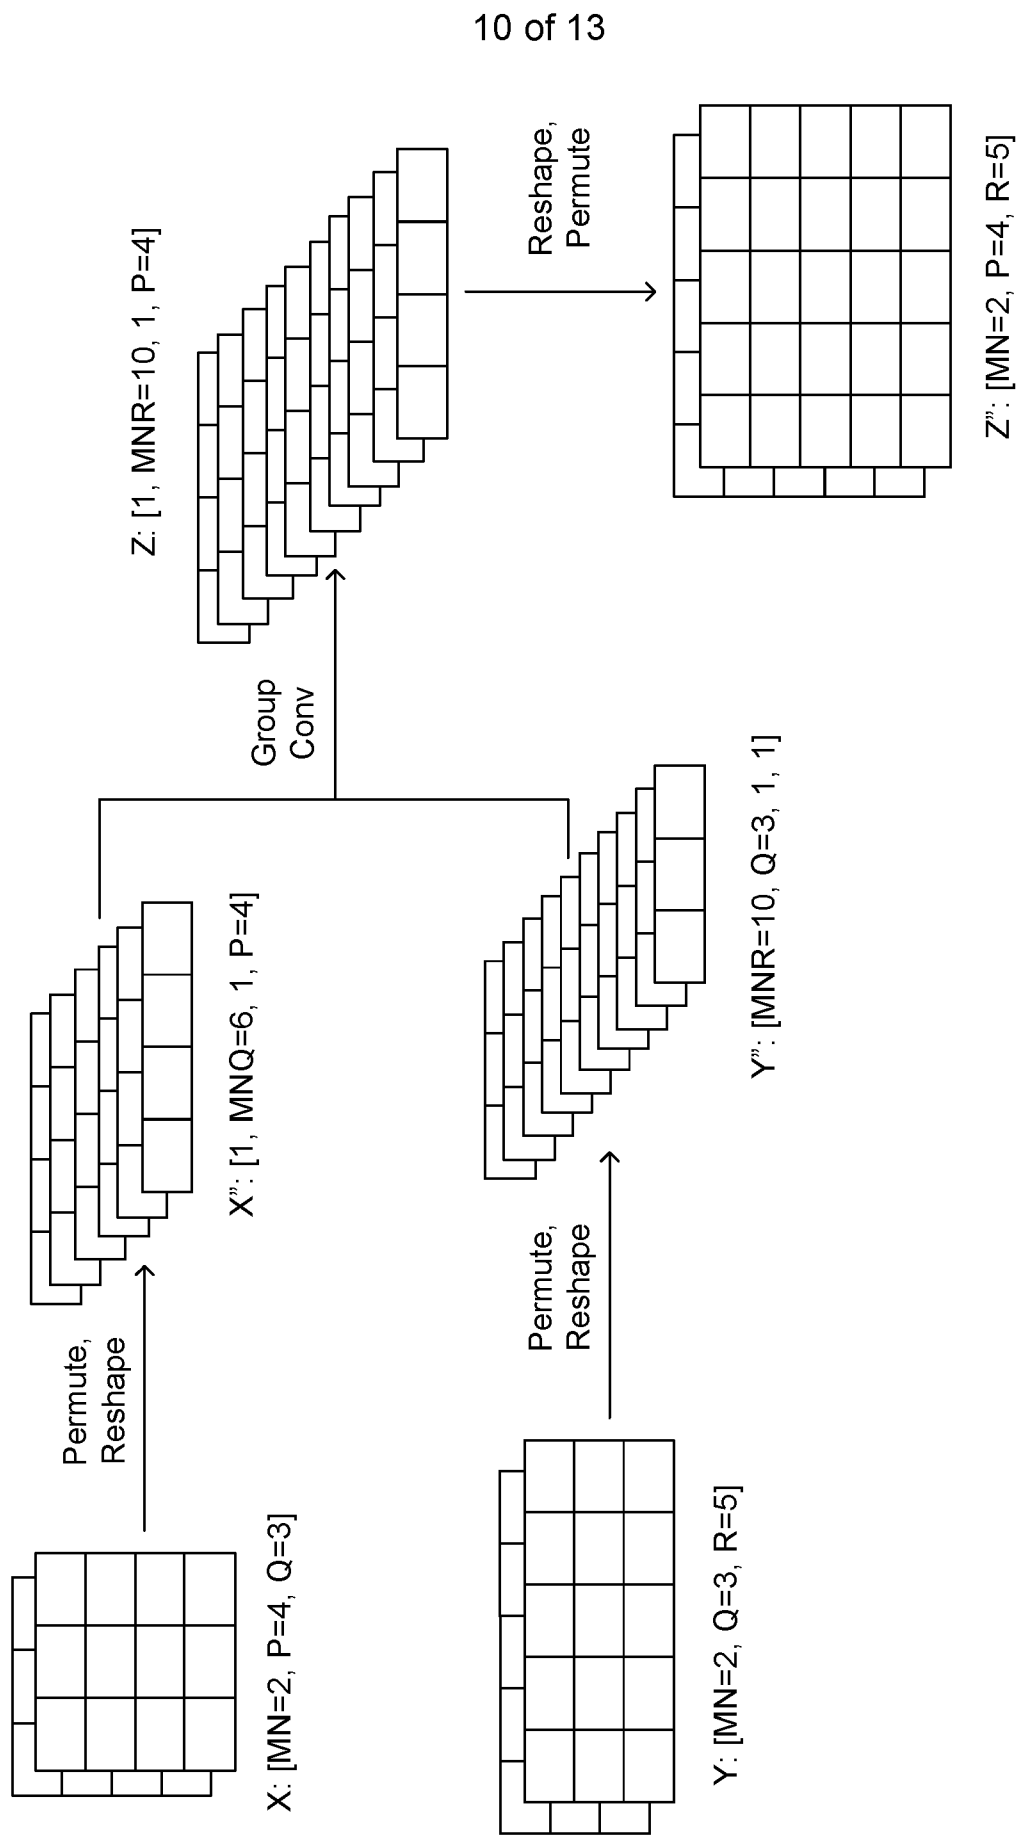 10 of 13
X: [MN=2, P=4, Q=3]
Permute,
Reshape
X”: [1, MNQ=6, 1, P=4]
Y: [MN=2, Q=3, R=5]
Permute,
Reshape
Y”: [MNR=10, Q=3, 1, 1]
Group
Conv
Z: [1, MNR=10, 1, P=4]
Reshape,
Permute
Z”: [MN=2, P=4, R=5]